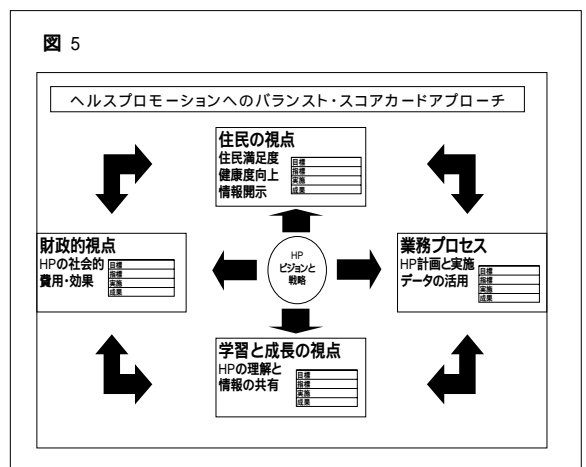 図 5
ヘルスプロモーションへのバランスト・スコアカードアプローチ
住民の視点
住民満足度
健康度向上
情報開示
目標
指標
実施
成果
財政的視点
HPの社会的
費用・効果
目標
指標
実施
成果
HP
ビジョンと
戦略
業務プロセス
HP計画と実施
データの活用
目標
指標
実施
成果
学習と成長の視点
HPの理解と
情報の共有
目標
指標
実施
成果